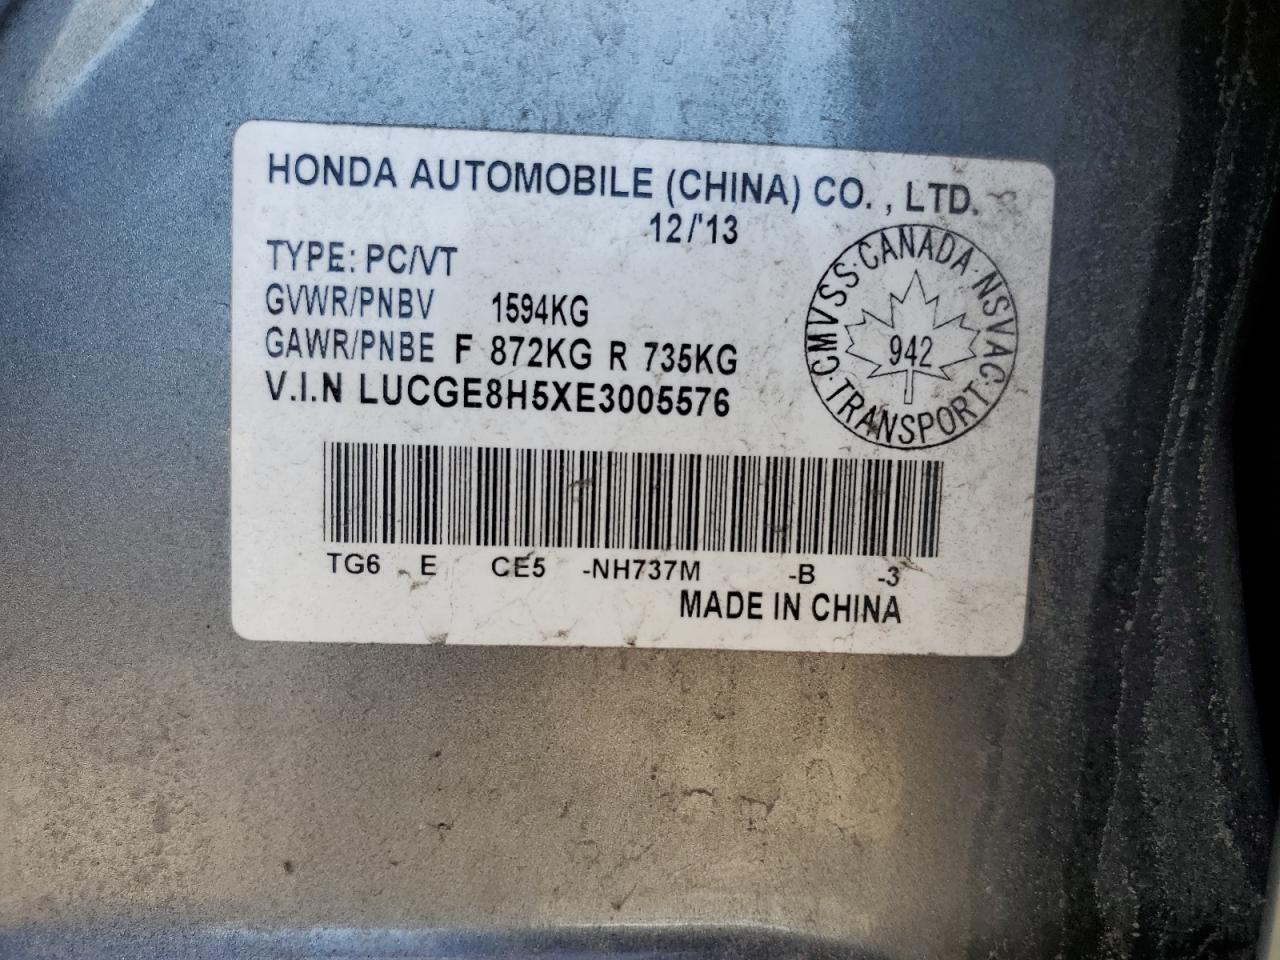 HONDA AUTOMOBILE (CHINA) CO., LTD.
12/'13
TYPE: PC/VT
GVWR/PNBV 1594KG
GAWR/PNBE F 872KG R 735KG
V.I.N LUCGE8H5XE3005576
CMVSS · CANADA · NSVAC · TRANSPORT ·
942
TG6 E CE5 -NH737M -B -3
MADE IN CHINA